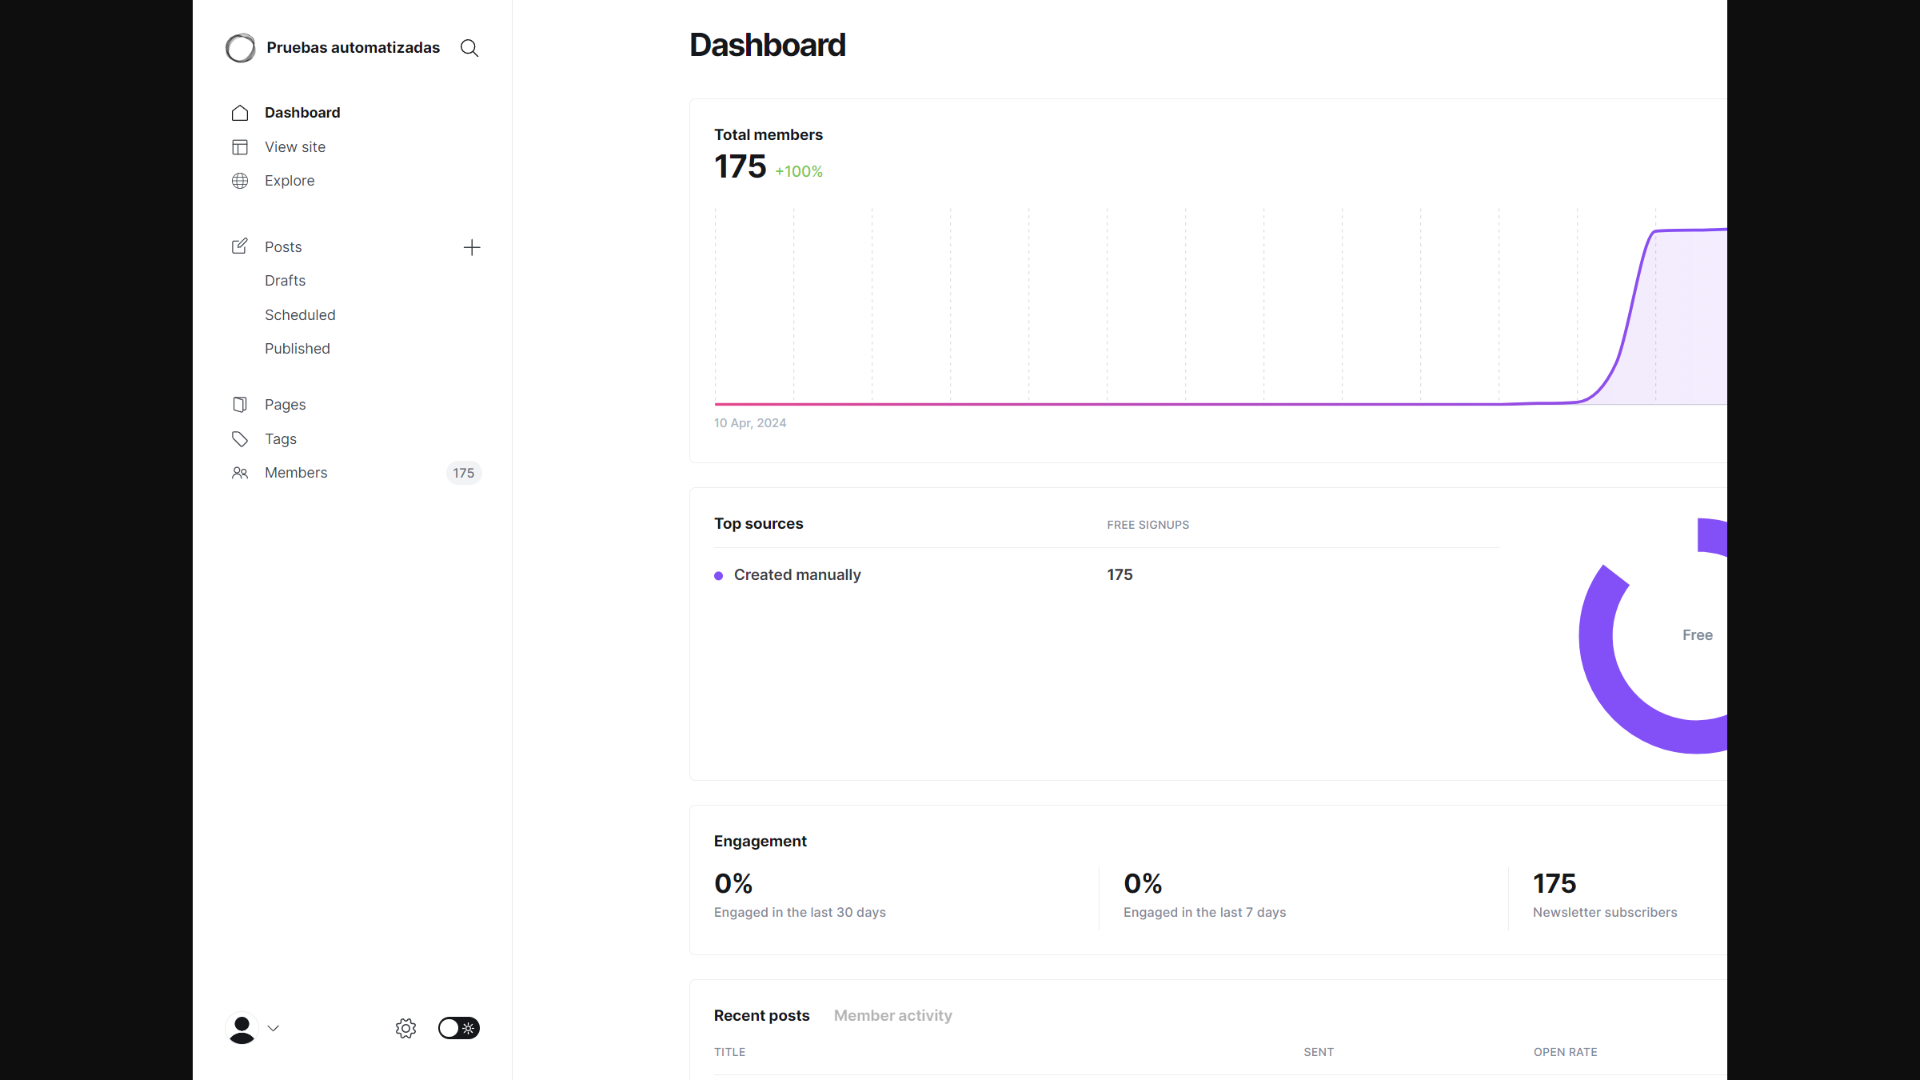 Pruebas automatizadas
Dashboard
View site
Explore
Posts
Drafts
Scheduled
Published
Pages
Tags
Members 175
Dashboard
Total members
175 +100%
10 Apr, 2024
Top sources FREE SIGNUPS
Created manually 175
Free
Engagement
0% 0% 175
Engaged in the last 30 days Engaged in the last 7 days Newsletter subscribers
Recent posts Member activity
TITLE SENT OPEN RATE